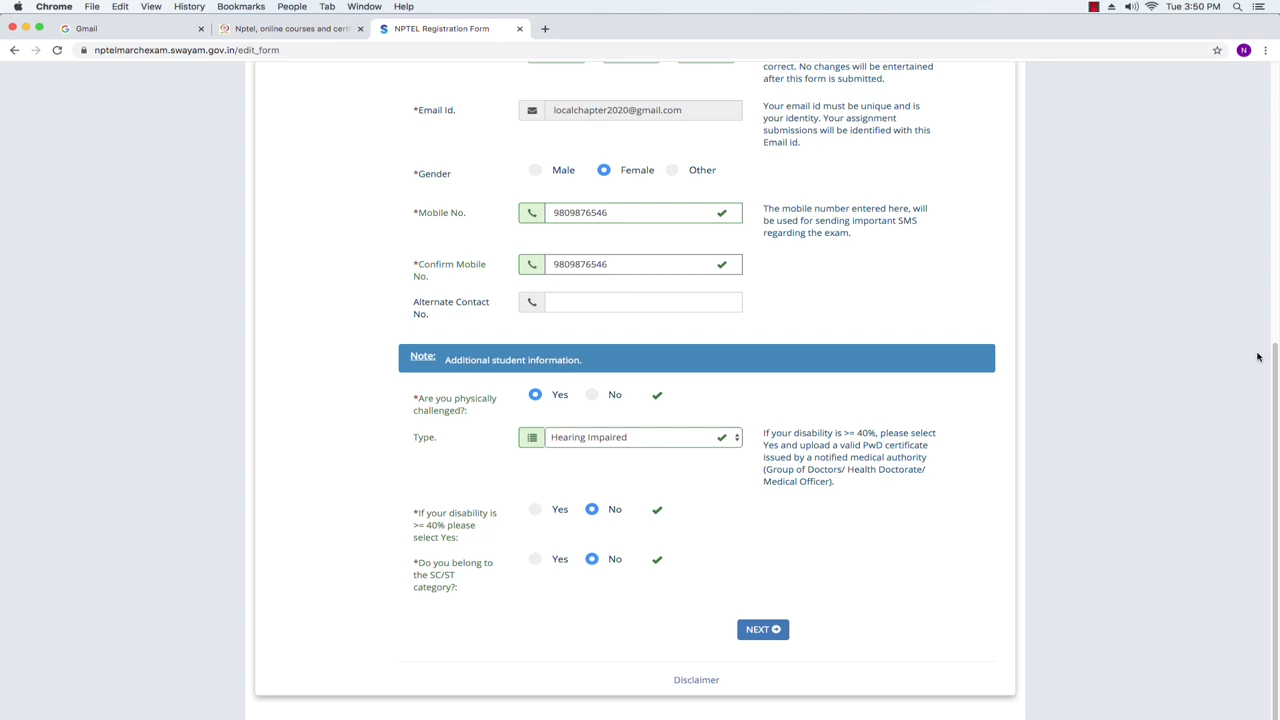 Chrome File Edit View History Bookmarks People Tab Window Help Tue 3:50 PM
Gmail
Nptel, online courses and certi
NPTEL Registration Form
nptelmarchexam.swayam.gov.in/edit_form
N
correct. No changes will be entertained
after this form is submitted.
*Email Id.
localchapter2020@gmail.com
Your email id must be unique and is
your identity. Your assignment
submissions will be identified with this
Email id.
*Gender
Male Female Other
*Mobile No.
9809876546
The mobile number entered here, will
be used for sending important SMS
regarding the exam.
*Confirm Mobile
No.
9809876546
Alternate Contact
No.
Note: Additional student information.
*Are you physically
challenged?:
Yes No
Type.
Hearing Impaired
If your disability is >= 40%, please select
Yes and upload a valid PwD certificate
issued by a notified medical authority
(Group of Doctors/ Health Doctorate/
Medical Officer).
*If your disability is
>= 40% please
select Yes:
Yes No
*Do you belong to
the SC/ST
category?:
Yes No
NEXT
Disclaimer